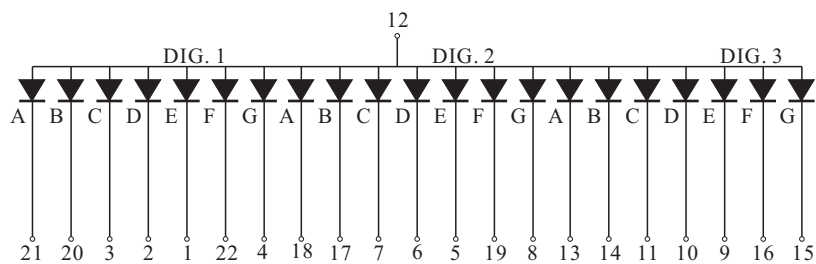 12
DIG. 1 DIG. 2 DIG. 3
A B C D E F G A B C D E F G A B C D E F G
21 20 3 2 1 22 4 18 17 7 6 5 19 8 13 14 11 10 9 16 15